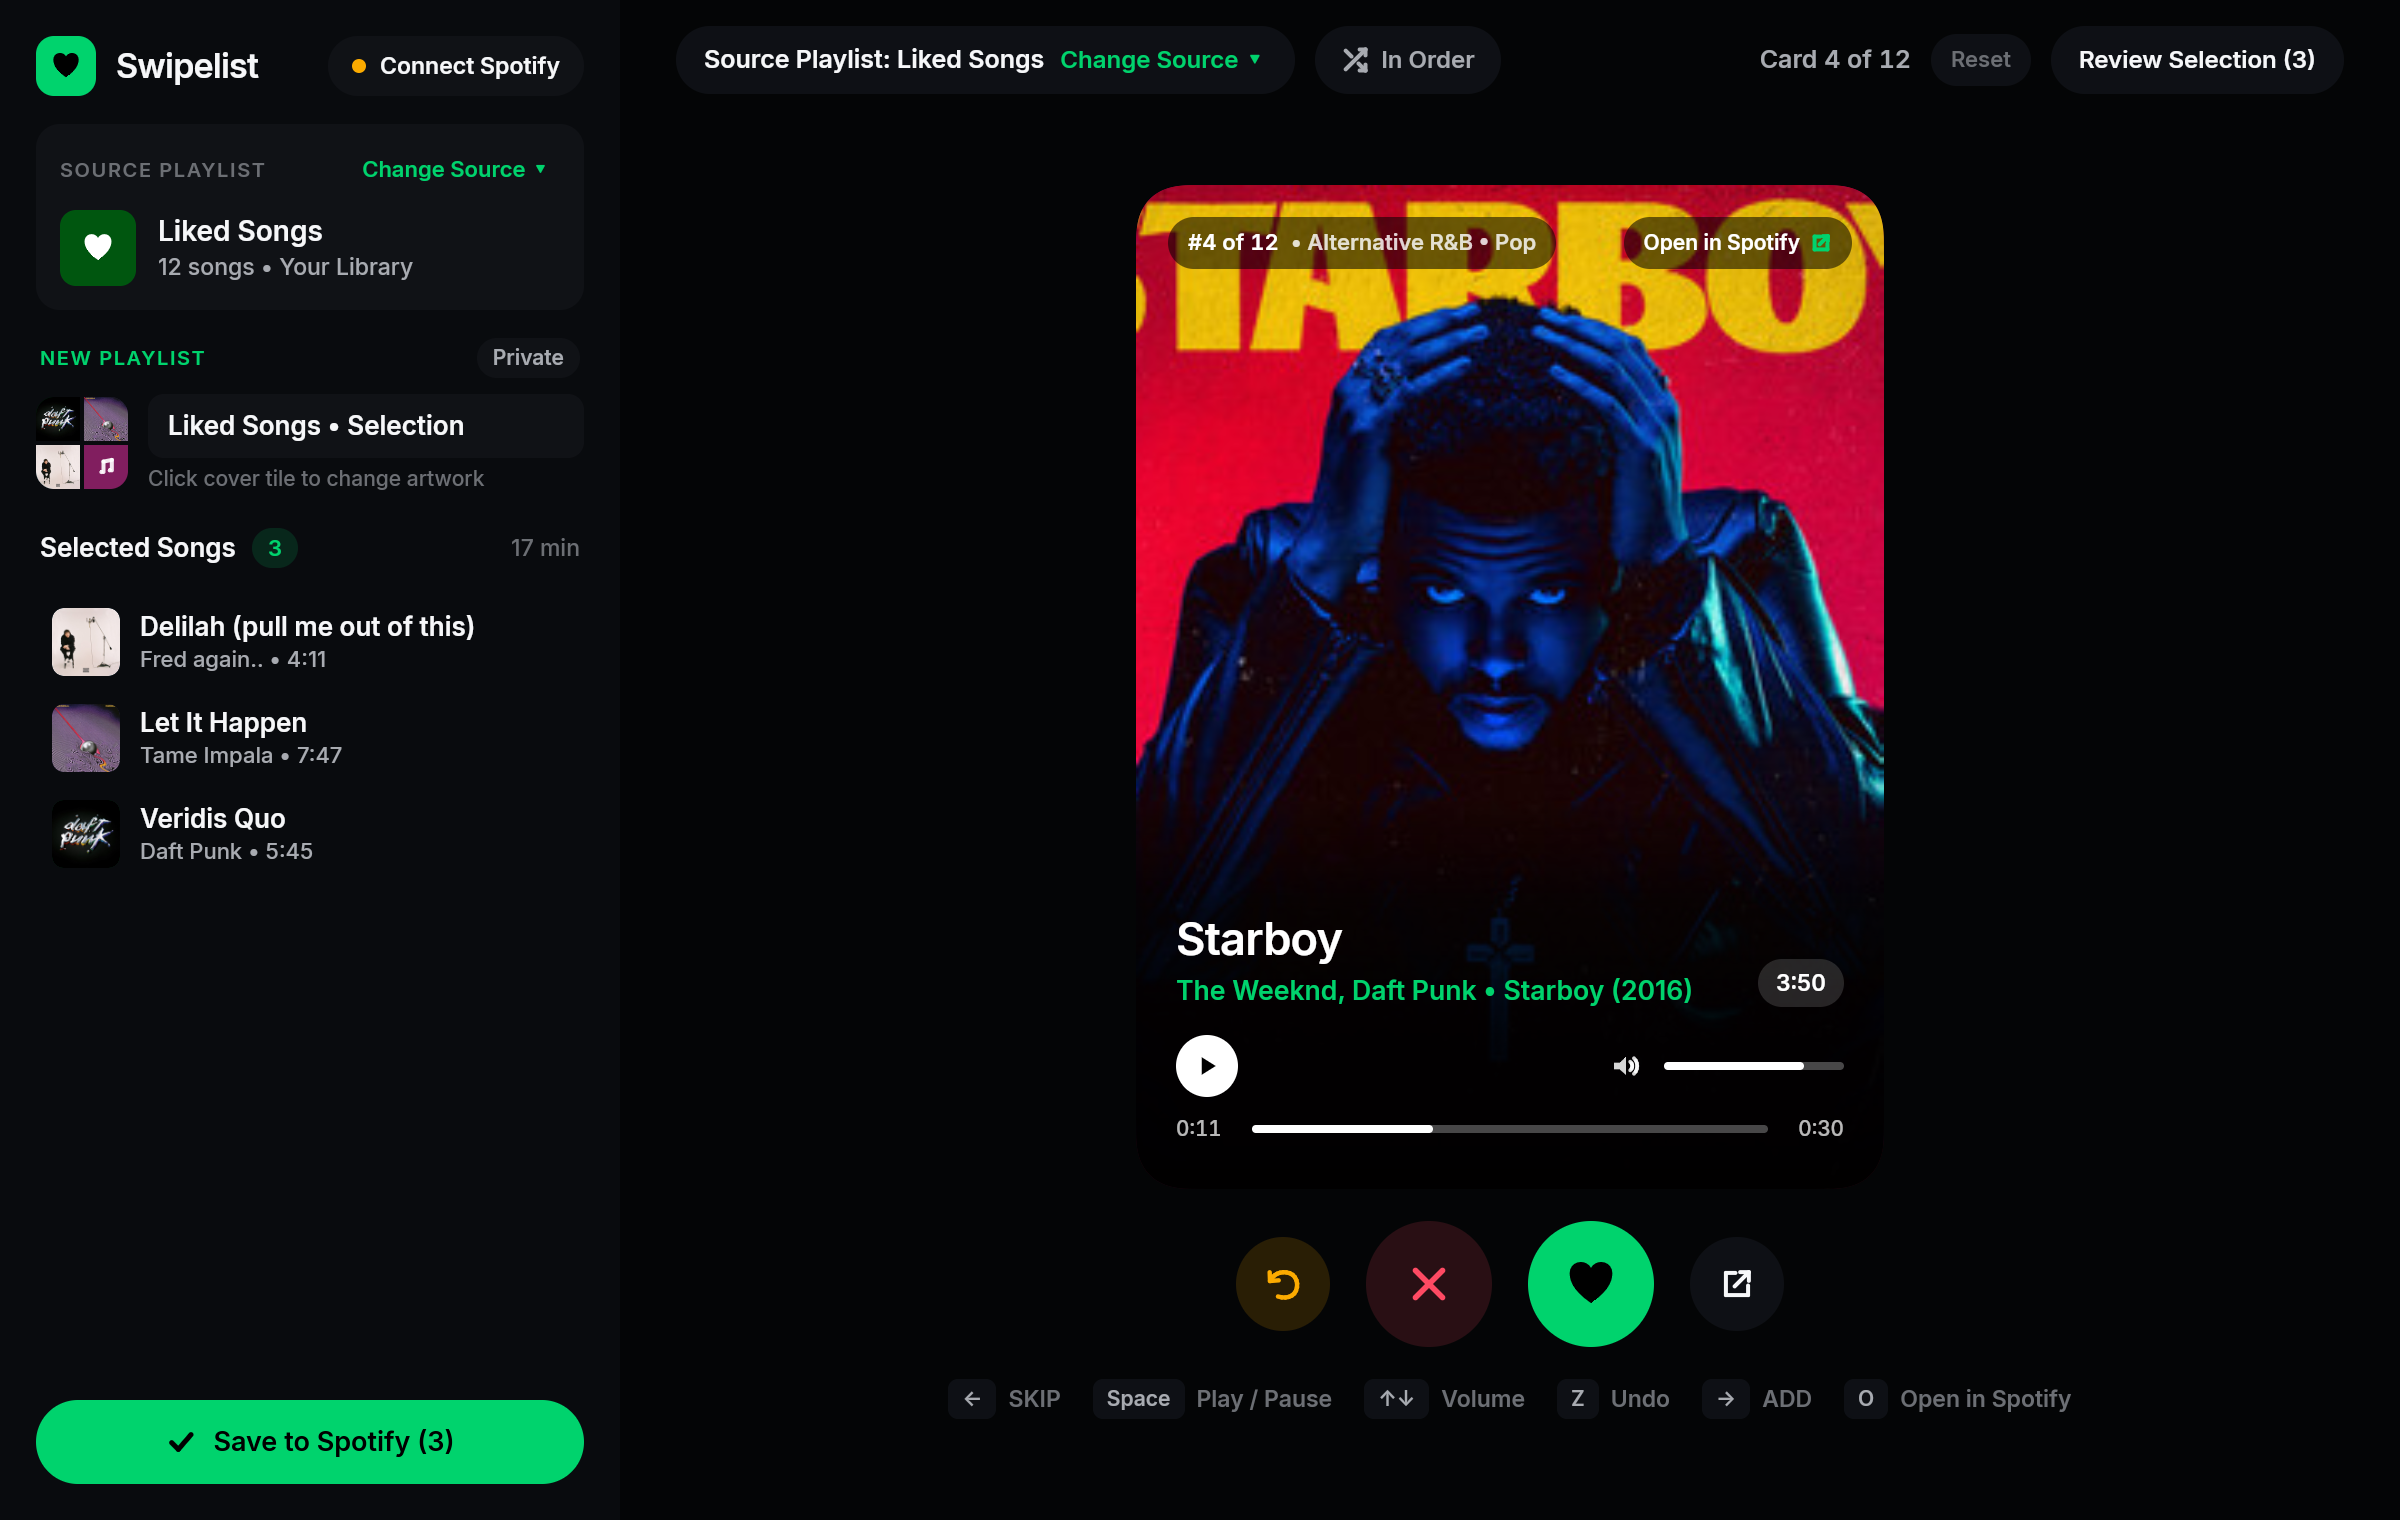 Swipelist
Connect Spotify
SOURCE PLAYLIST
Change Source ▼
Liked Songs
12 songs • Your Library
NEW PLAYLIST
Private
daft punk
Liked Songs • Selection
Click cover tile to change artwork
Selected Songs 3
17 min
Delilah (pull me out of this)
Fred again.. • 4:11
Let It Happen
Tame Impala • 7:47
daft punk
Veridis Quo
Daft Punk • 5:45
Save to Spotify (3)
Source Playlist: Liked Songs Change Source ▼
In Order
Card 4 of 12
Reset
Review Selection (3)
STARBOY
#4 of 12 • Alternative R&B • Pop
Open in Spotify
Starboy
The Weeknd, Daft Punk • Starboy (2016)
3:50
0:11
0:30
← SKIP Space Play / Pause ↑↓ Volume Z Undo → ADD O Open in Spotify